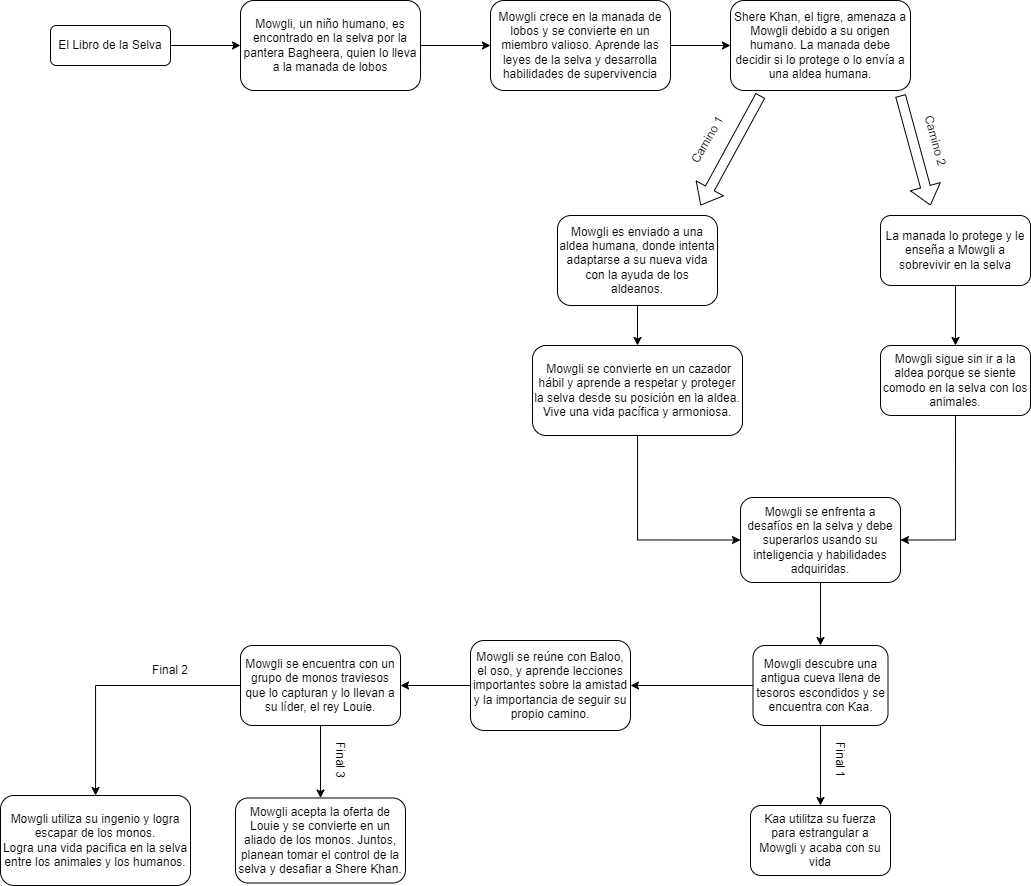 El Libro de la Selva
Mowgli, un niño humano, es
encontrado en la selva por la
pantera Bagheera, quien lo lleva
a la manada de lobos
Mowgli crece en la manada de
lobos y se convierte en un
miembro valioso. Aprende las
leyes de la selva y desarrolla
habilidades de supervivencia
Shere Khan, el tigre, amenaza a
Mowgli debido a su origen
humano. La manada debe
decidir si lo protege o lo envía a
una aldea humana.
Camino 1
Camino 2
Mowgli es enviado a una
aldea humana, donde intenta
adaptarse a su nueva vida
con la ayuda de los
aldeanos.
La manada lo protege y le
enseña a Mowgli a
sobrevivir en la selva
Mowgli se convierte en un cazador
hábil y aprende a respetar y proteger
la selva desde su posición en la aldea.
Vive una vida pacífica y armoniosa.
Mowgli sigue sin ir a la
aldea porque se siente
comodo en la selva con los
animales.
Mowgli se enfrenta a
desafíos en la selva y debe
superarlos usando su
inteligencia y habilidades
adquiridas.
Mowgli descubre una
antigua cueva llena de
tesoros escondidos y se
encuentra con Kaa.
Mowgli se reúne con Baloo,
el oso, y aprende lecciones
importantes sobre la amistad
y la importancia de seguir su
propio camino.
Mowgli se encuentra con un
grupo de monos traviesos
que lo capturan y lo llevan a
su líder, el rey Louie.
Final 2
Final 3
Final 1
Mowgli utiliza su ingenio y logra
escapar de los monos.
Logra una vida pacifica en la selva
entre los animales y los humanos.
Mowgli acepta la oferta de
Louie y se convierte en un
aliado de los monos. Juntos,
planean tomar el control de la
selva y desafiar a Shere Khan.
Kaa utilitza su fuerza
para estrangular a
Mowgli y acaba con su
vida